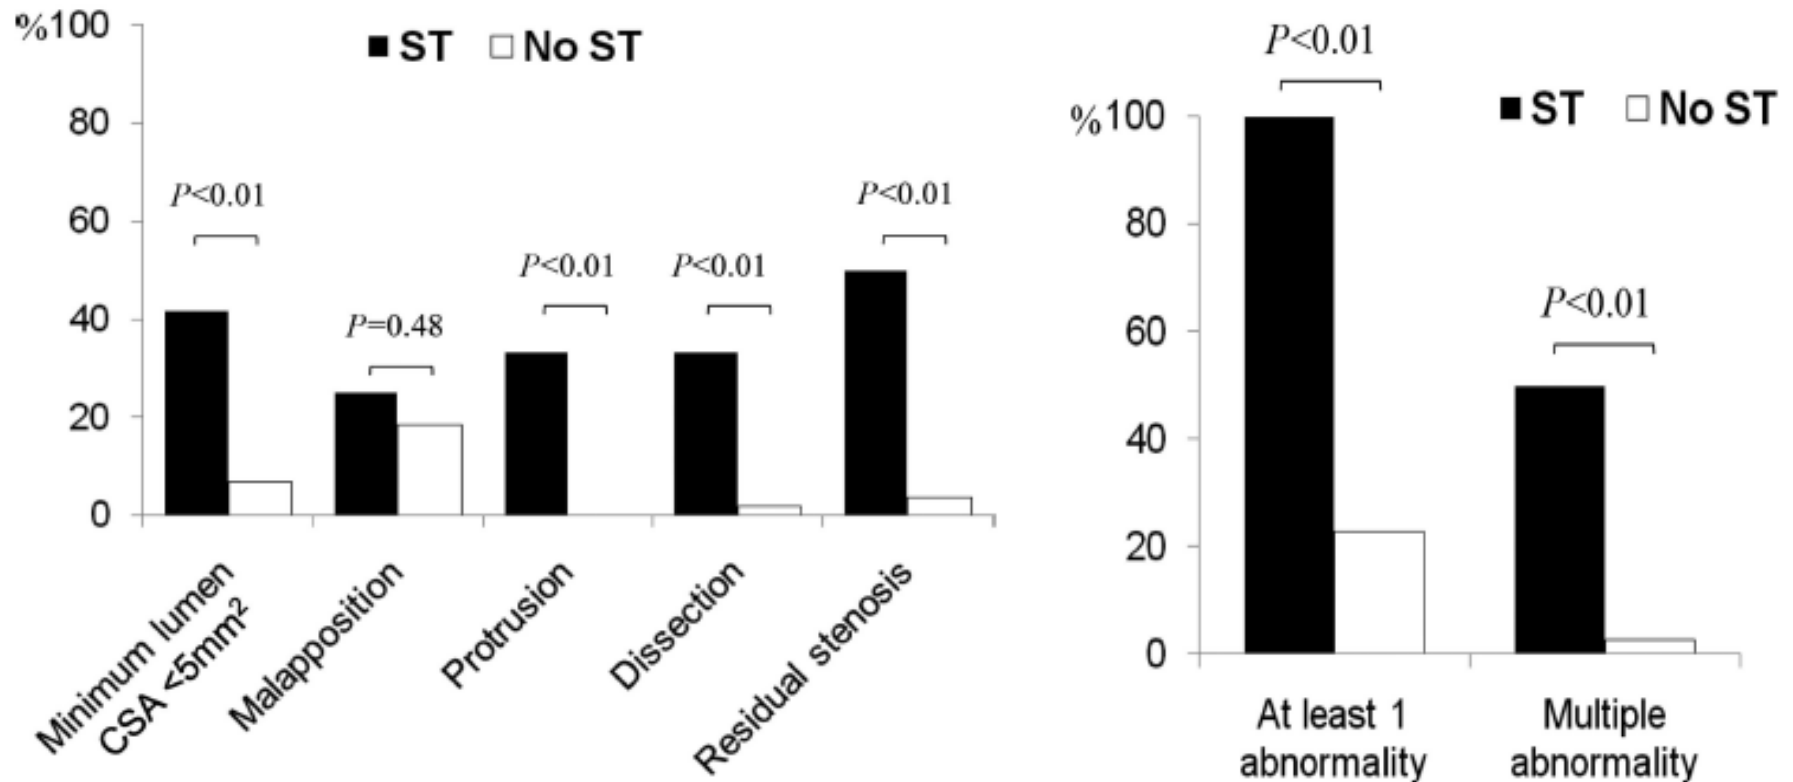 %100
ST No ST
80
60
40
20
0
P<0.01
P=0.48
P<0.01
P<0.01
P<0.01
Minimum lumen
CSA <5mm²
Malapposition
Protrusion
Dissection
Residual stenosis
P<0.01
%100
ST No ST
80
60
40
20
0
P<0.01
At least 1
abnormality
Multiple
abnormality